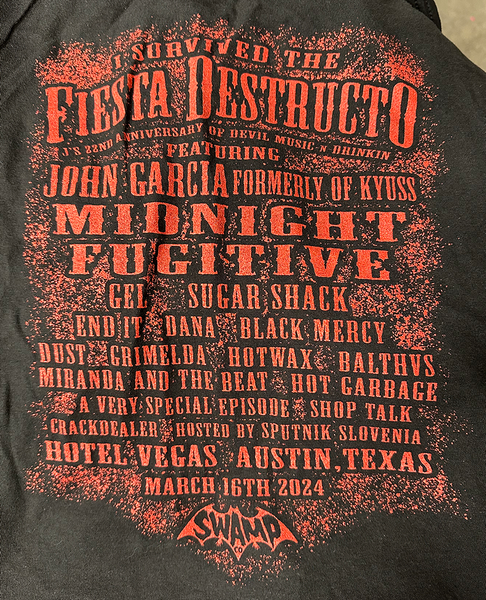 I SURVIVED THE
FIESTA DESTRUCTO
IT'S 22ND ANNIVERSARY OF DEVIL MUSIC N DRINKIN
FEATURING
JOHN GARCIA FORMERLY OF KYUSS
MIDNIGHT
FUGITIVE
GEL SUGAR SHACK
END IT DANA BLACK MERCY
DUST GRIMELDA HOTWAX BALTHVS
MIRANDA AND THE BEAT HOT GARBAGE
A VERY SPECIAL EPISODE SHOP TALK
CRACKDEALER HOSTED BY SPUTNIK SLOVENIA
HOTEL VEGAS AUSTIN, TEXAS
MARCH 16TH 2024
SWAMP
CO